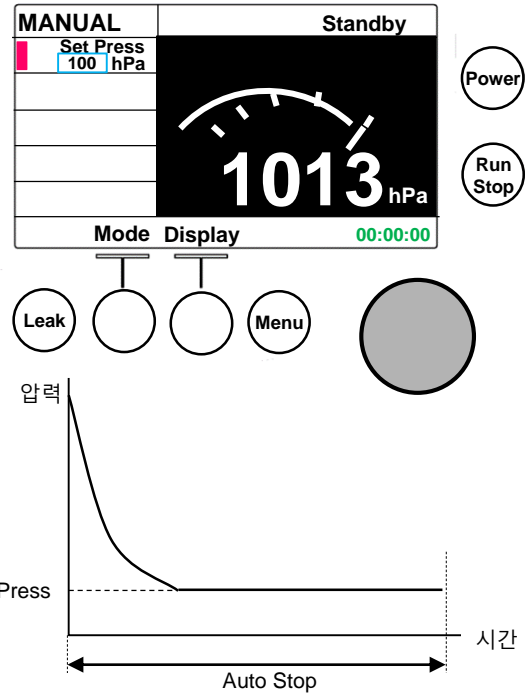 MANUAL
Standby
Set Press
100 hPa
1013 hPa
Mode Display
00:00:00
Power
Run
Stop
Leak
Menu
압력
Press
시간
Auto Stop